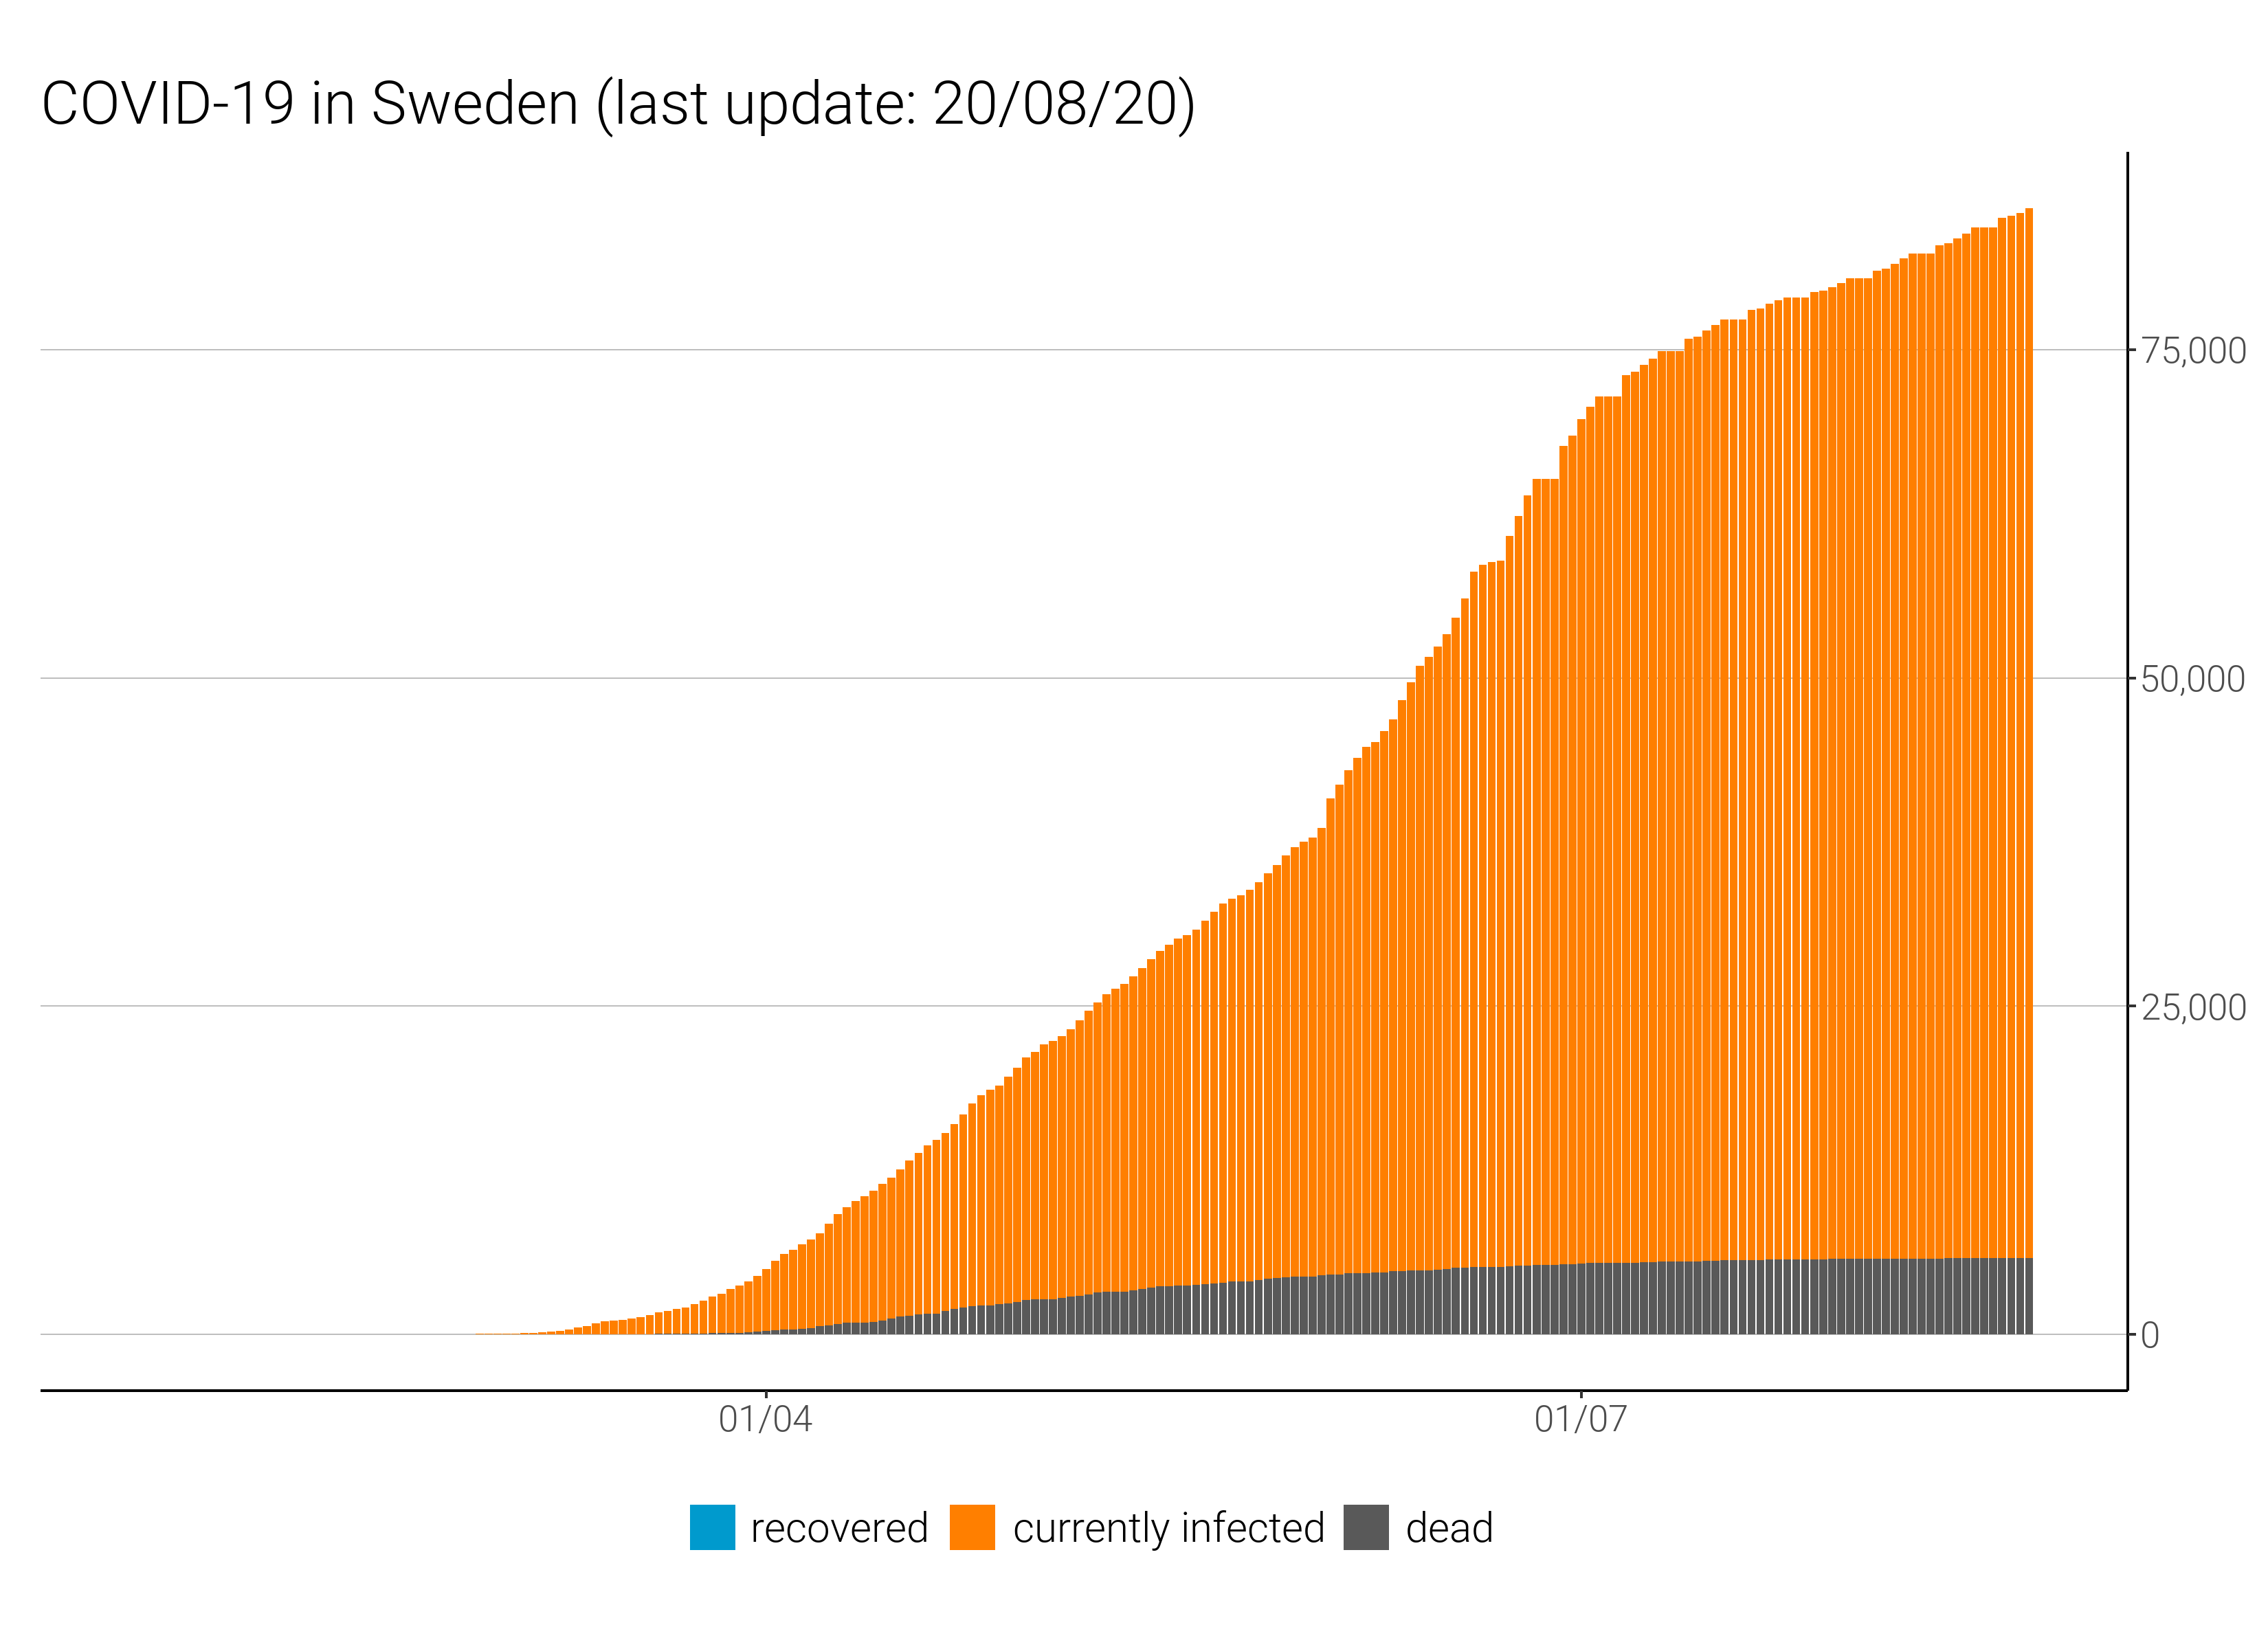 COVID-19 in Sweden (last update: 20/08/20)
75,000
50,000
25,000
0
01/04 01/07
recovered currently infected dead